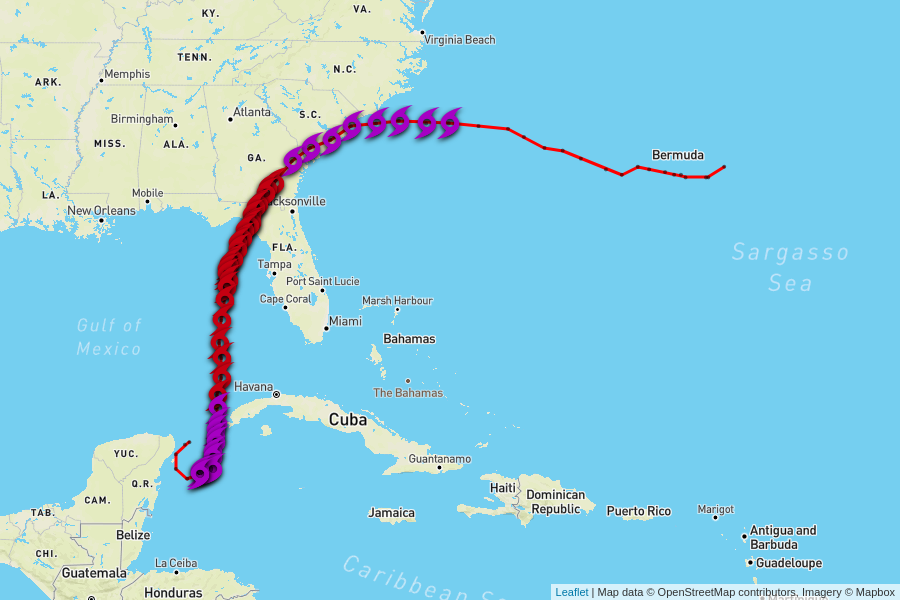 KY.
VA.
Virginia Beach
TENN.
Memphis
N.C.
ARK.
Atlanta
S.C.
Birmingham
MISS.
ALA.
GA.
Bermuda
LA.
Mobile
New Orleans
cksonville
FLA.
Sargasso
Sea
Tampa
Port Saint Lucie
Cape Coral
Marsh Harbour
Miami
Gulf of
Mexico
Bahamas
Havana
The Bahamas
Cuba
YUC.
Guantanamo
Q.R.
Haiti
CAM.
Dominican
Republic
Puerto Rico
Marigot
TAB.
Jamaica
Belize
Antigua and
Barbuda
CHI.
La Ceiba
Guadeloupe
Guatemala
Caribbean S
Honduras
Martinique
Leaflet | Map data © OpenStreetMap contributors, Imagery © Mapbox